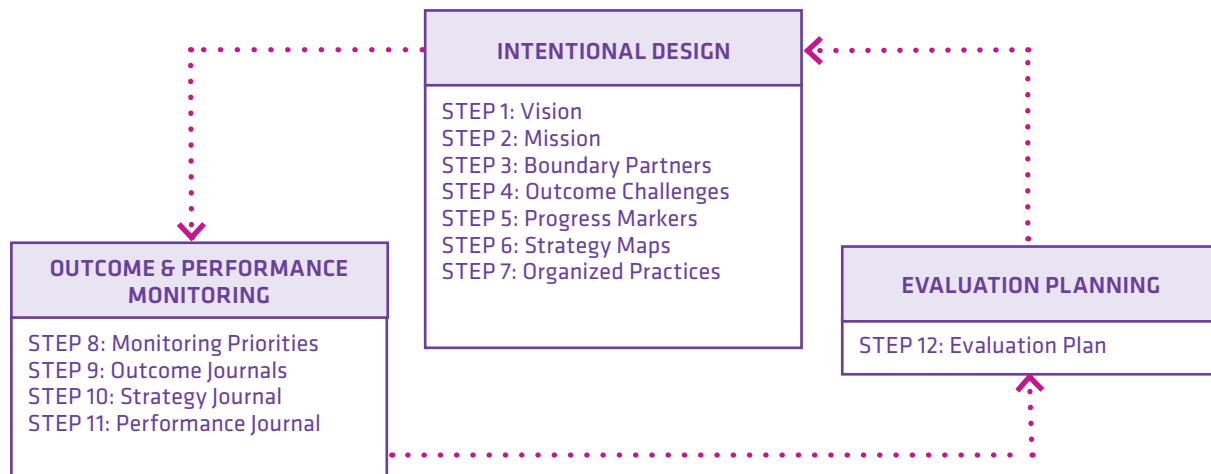 INTENTIONAL DESIGN
STEP 1: Vision
STEP 2: Mission
STEP 3: Boundary Partners
STEP 4: Outcome Challenges
STEP 5: Progress Markers
STEP 6: Strategy Maps
STEP 7: Organized Practices
OUTCOME & PERFORMANCE
MONITORING
STEP 8: Monitoring Priorities
STEP 9: Outcome Journals
STEP 10: Strategy Journal
STEP 11: Performance Journal
EVALUATION PLANNING
STEP 12: Evaluation Plan